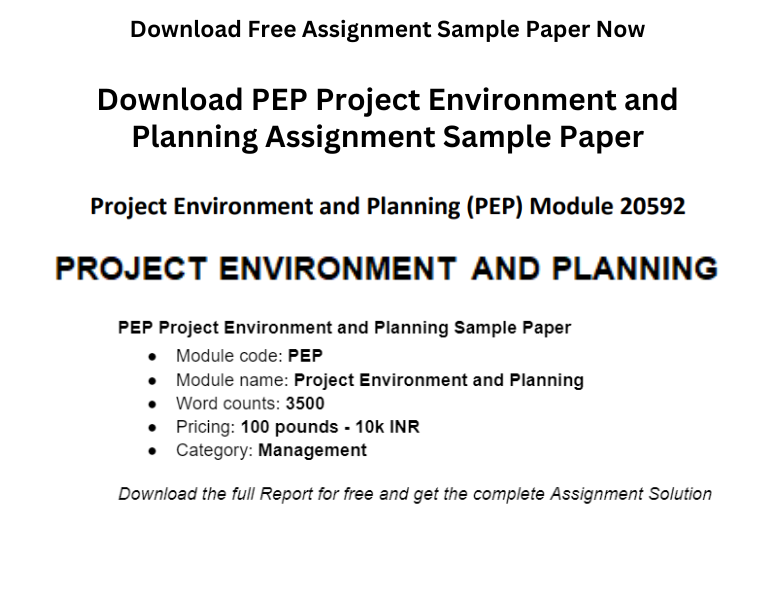 Download Free Assignment Sample Paper Now
Download PEP Project Environment and
Planning Assignment Sample Paper
Project Environment and Planning (PEP) Module 20592
PROJECT ENVIRONMENT AND PLANNING
PEP Project Environment and Planning Sample Paper
● Module code: PEP
● Module name: Project Environment and Planning
● Word counts: 3500
● Pricing: 100 pounds - 10k INR
● Category: Management
Download the full Report for free and get the complete Assignment Solution